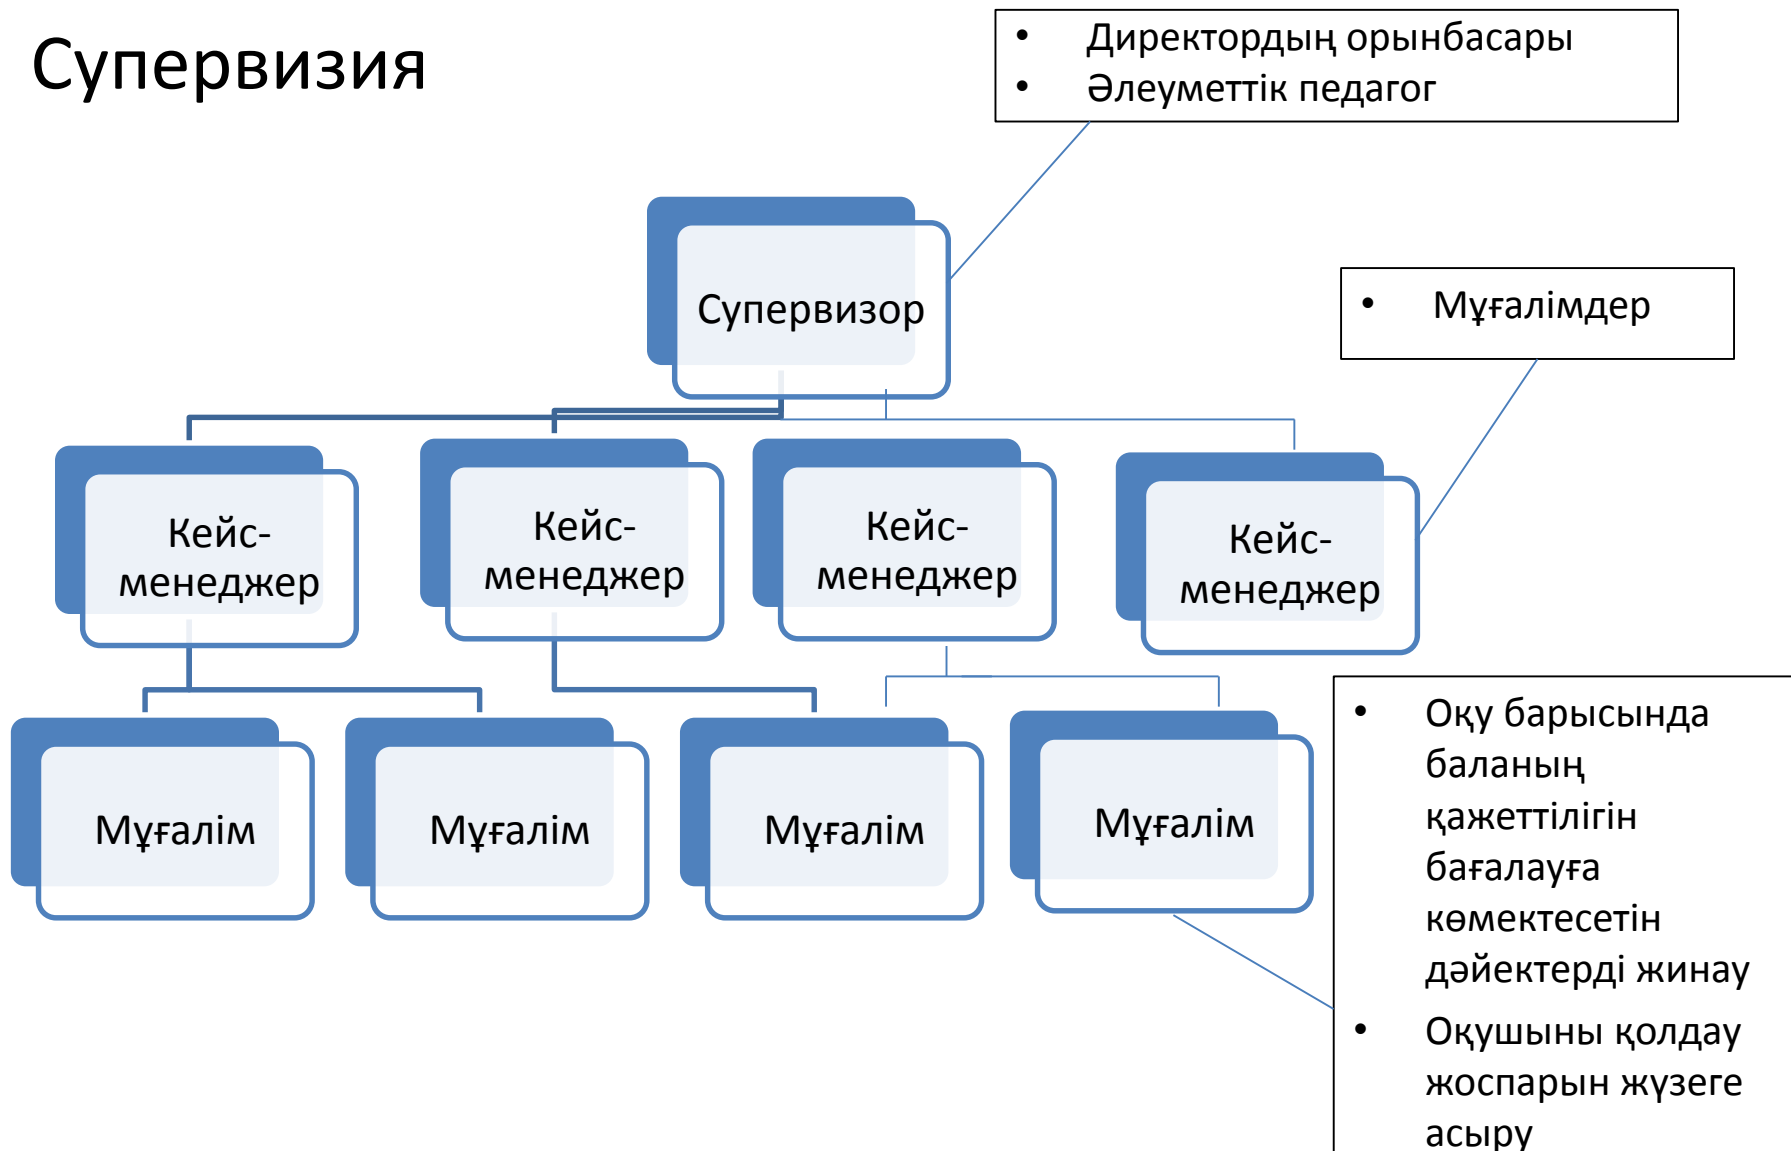 Супервизия
• Директордың орынбасары
• Әлеуметтік педагог
Супервизор
• Мұғалімдер
Кейс-
менеджер
Кейс-
менеджер
Кейс-
менеджер
Кейс-
менеджер
Мұғалім
Мұғалім
Мұғалім
Мұғалім
• Оқу барысында
баланың
қажеттілігін
бағалауға
көмектесетін
дәйектерді жинау
• Оқушыны қолдау
жоспарын жүзеге
асыру